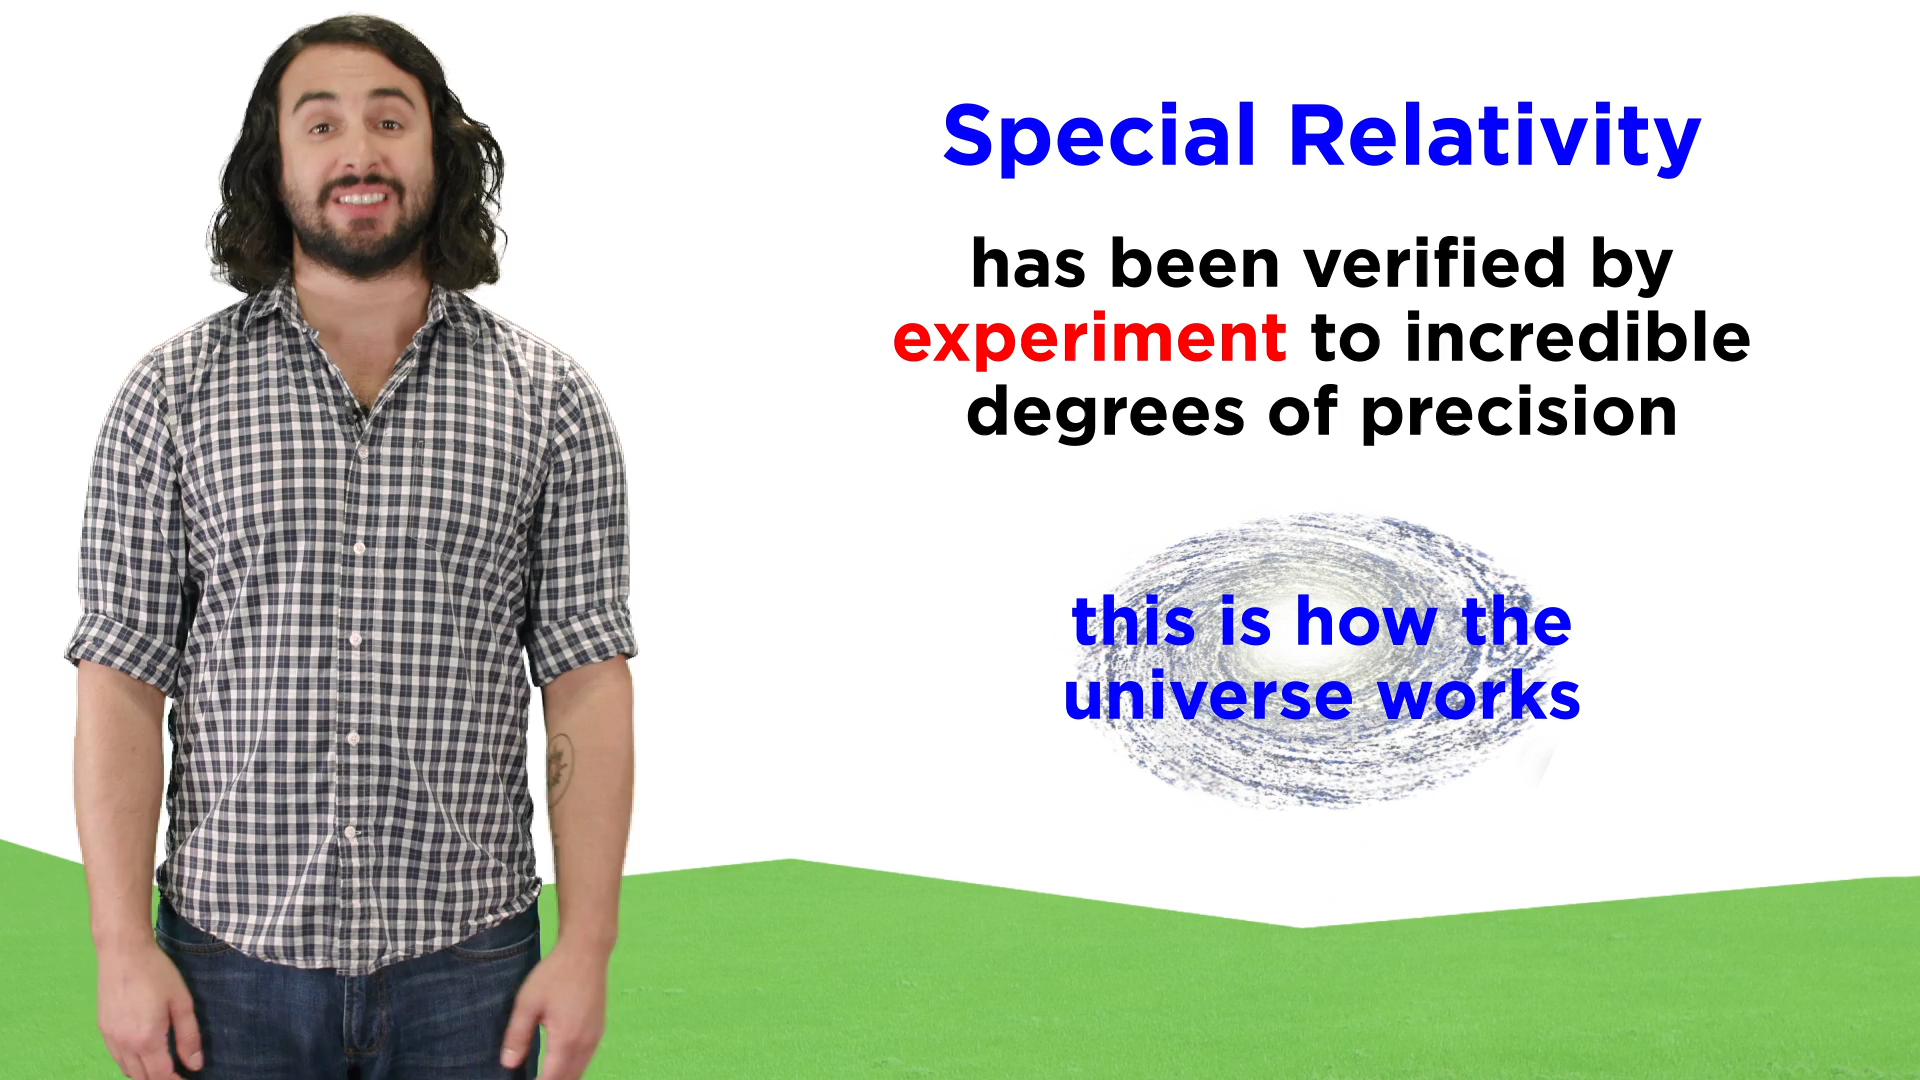 Special Relativity
has been verified by
experiment to incredible
degrees of precision
this is how the
universe works